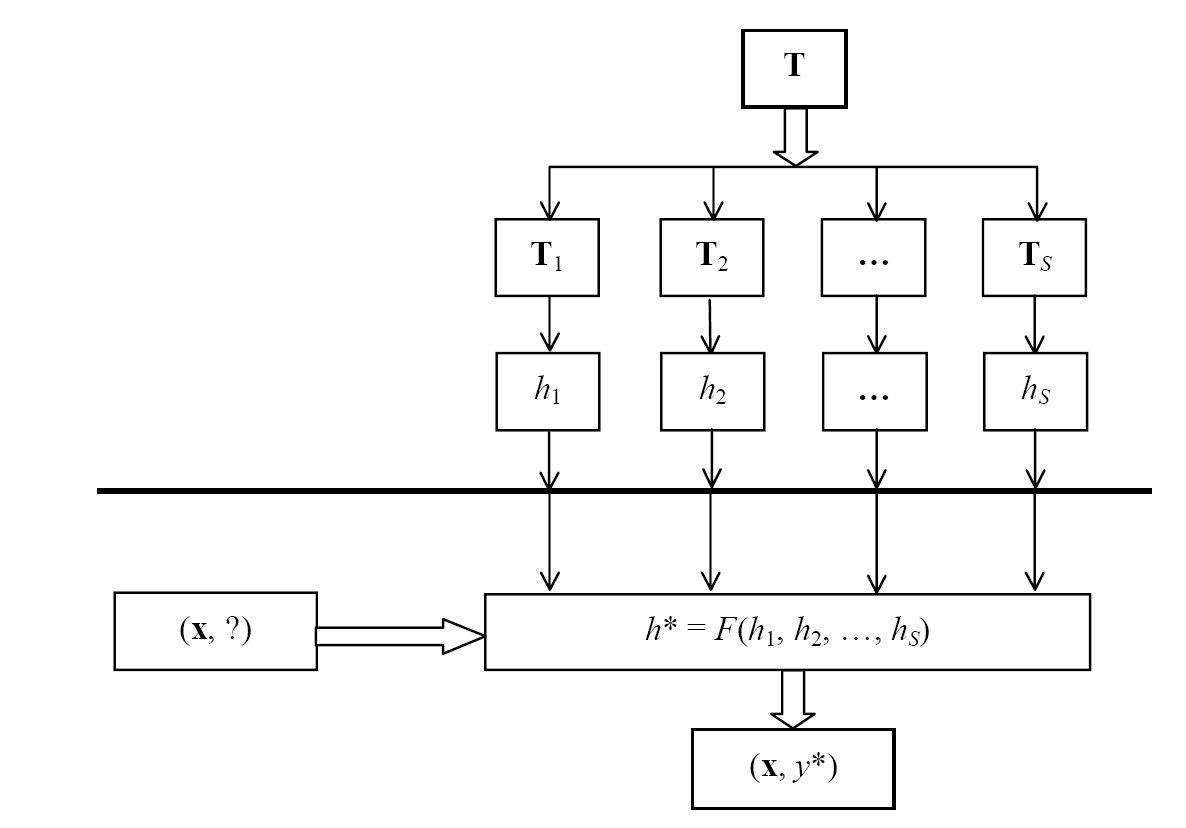 T
T1 T2 ... TS
h1 h2 ... hS
(x, ?) h* = F(h1, h2, ..., hS)
(x, y*)